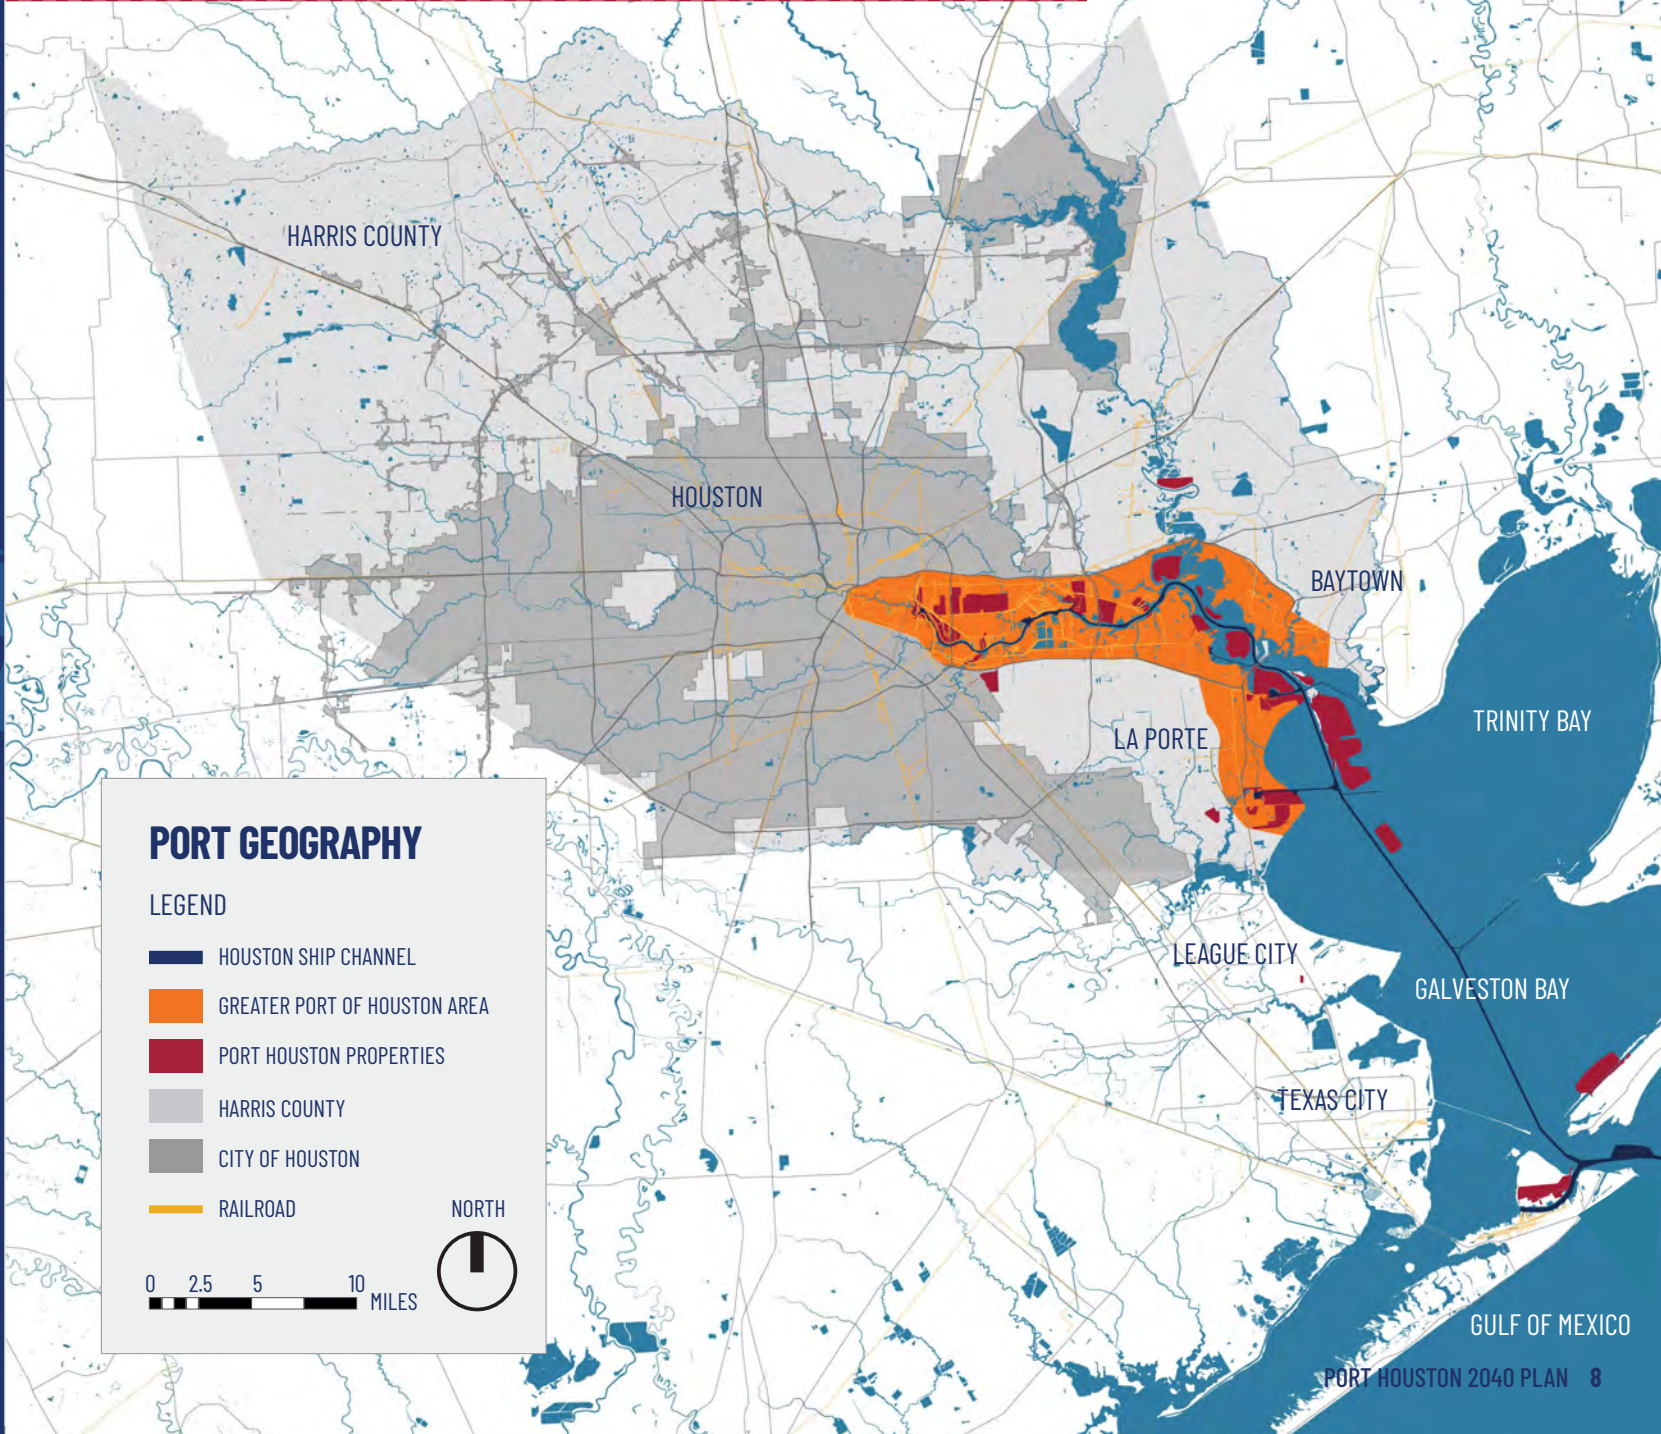 HARRIS COUNTY
HOUSTON
BAYTOWN
TRINITY BAY
LA PORTE
LEAGUE CITY
GALVESTON BAY
TEXAS CITY
GULF OF MEXICO
PORT GEOGRAPHY
LEGEND
HOUSTON SHIP CHANNEL
GREATER PORT OF HOUSTON AREA
PORT HOUSTON PROPERTIES
HARRIS COUNTY
CITY OF HOUSTON
RAILROAD
NORTH
0 2.5 5 10
MILES
PORT HOUSTON 2040 PLAN 8